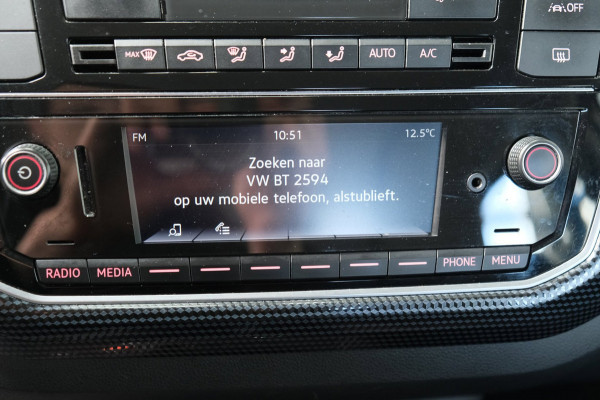 OFF
MAX
AUTO
A/C
FM 10:51 12.5°C
Zoeken naar
VW BT 2594
op uw mobiele telefoon, alstublieft.
RADIO MEDIA PHONE MENU